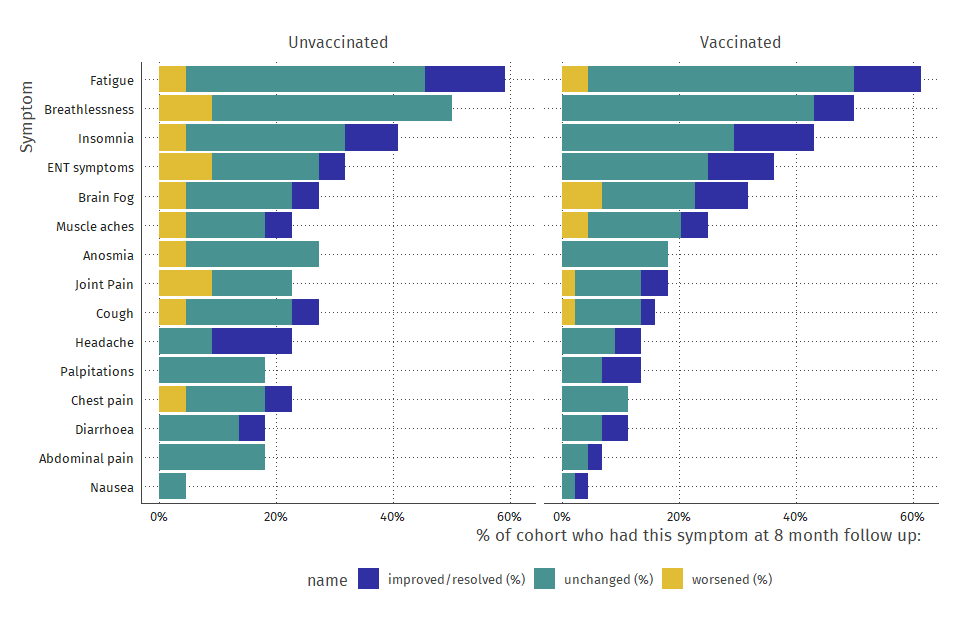 Unvaccinated
Vaccinated
Symptom
Fatigue
Breathlessness
Insomnia
ENT symptoms
Brain Fog
Muscle aches
Anosmia
Joint Pain
Cough
Headache
Palpitations
Chest pain
Diarrhoea
Abdominal pain
Nausea
0% 20% 40% 60%
0% 20% 40% 60%
% of cohort who had this symptom at 8 month follow up:
name improved/resolved (%) unchanged (%) worsened (%)